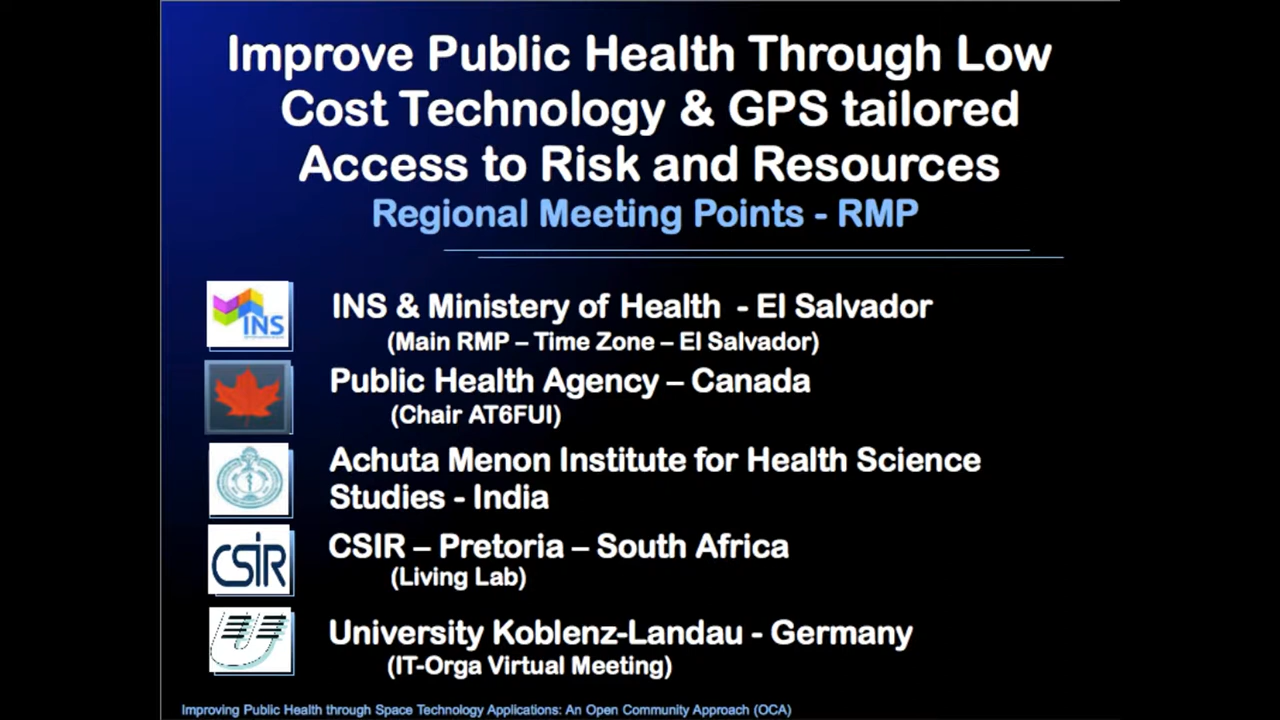 Improve Public Health Through Low
Cost Technology & GPS tailored
Access to Risk and Resources
Regional Meeting Points - RMP
INS
INS & Ministery of Health - El Salvador
(Main RMP – Time Zone – El Salvador)
Public Health Agency – Canada
(Chair AT6FUI)
Achuta Menon Institute for Health Science
Studies - India
CSIR
CSIR – Pretoria – South Africa
(Living Lab)
University Koblenz-Landau - Germany
(IT-Orga Virtual Meeting)
Improving Public Health through Space Technology Applications: An Open Community Approach (OCA)